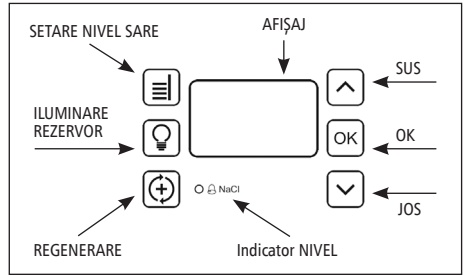 SETARE NIVEL SARE
AFIȘAJ
SUS
ILUMINARE
REZERVOR
OK
OK
NaCl
JOS
REGENERARE
Indicator NIVEL